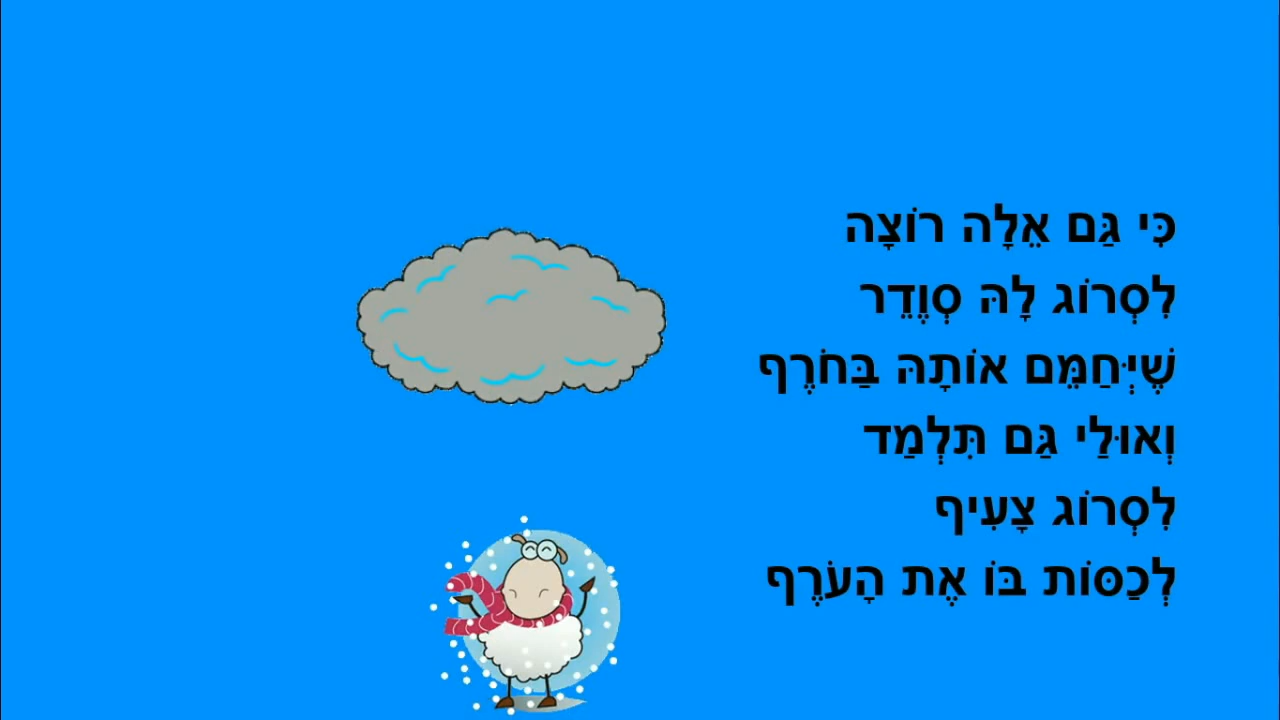 כִּי גַּם אֵלָה רוֹצָה
לִסְרוֹג לָהּ סְוֶדֵר
שֶׁיְּחַמֵּם אוֹתָהּ בַּחֹרֶף
וְאוּלַי גַּם תִּלְמַד
לִסְרוֹג צָעִיף
לְכַסּוֹת בּוֹ אֶת הָעֹרֶף